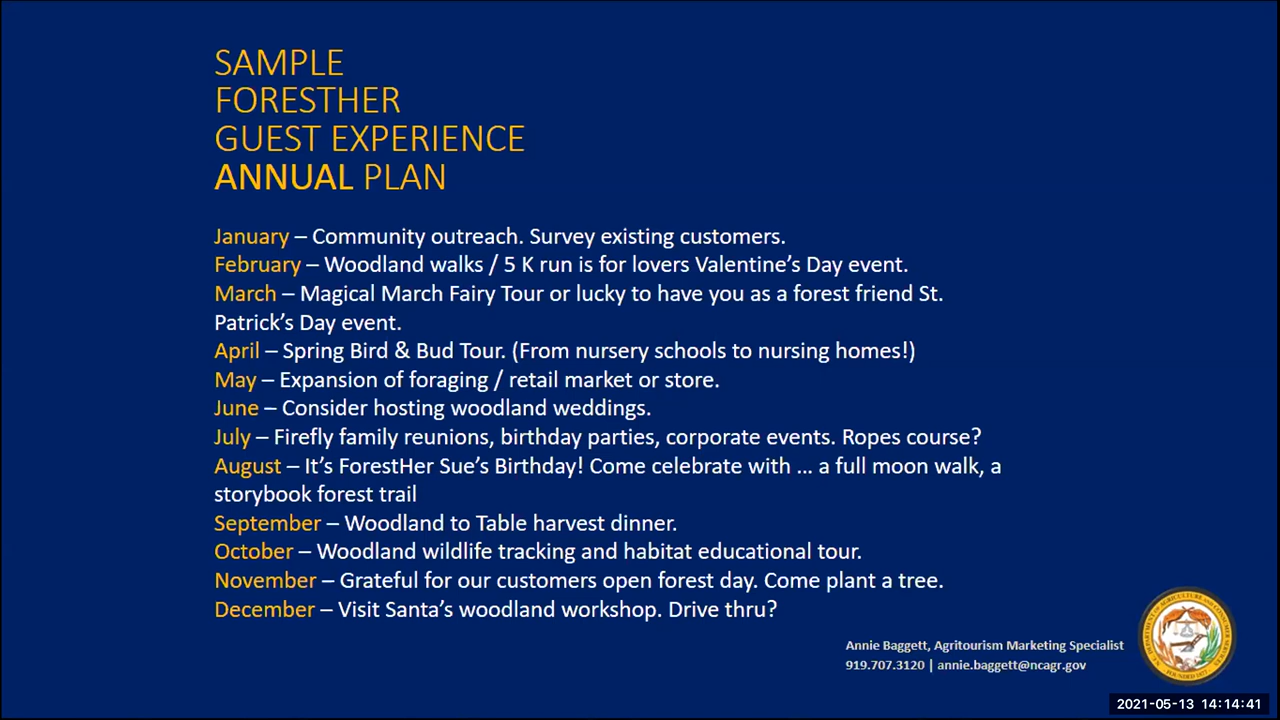 SAMPLE
FORESTHER
GUEST EXPERIENCE
ANNUAL PLAN
January – Community outreach. Survey existing customers.
February – Woodland walks / 5 K run is for lovers Valentine's Day event.
March – Magical March Fairy Tour or lucky to have you as a forest friend St.
Patrick's Day event.
April – Spring Bird & Bud Tour. (From nursery schools to nursing homes!)
May – Expansion of foraging / retail market or store.
June – Consider hosting woodland weddings.
July – Firefly family reunions, birthday parties, corporate events. Ropes course?
August – It's ForestHer Sue's Birthday! Come celebrate with ... a full moon walk, a
storybook forest trail
September – Woodland to Table harvest dinner.
October – Woodland wildlife tracking and habitat educational tour.
November – Grateful for our customers open forest day. Come plant a tree.
December – Visit Santa's woodland workshop. Drive thru?
Annie Baggett, Agritourism Marketing Specialist
919.707.3120 | annie.baggett@ncagr.gov
2021-05-13 14:14:41